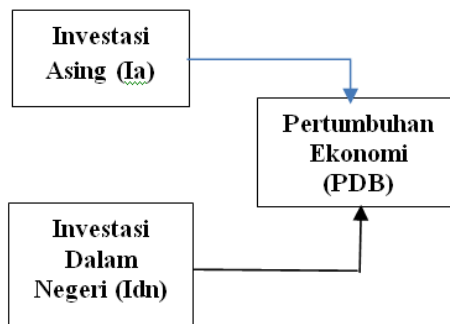 Investasi
Asing (Ia)
Pertumbuhan
Ekonomi
(PDB)
Investasi
Dalam
Negeri (Idn)